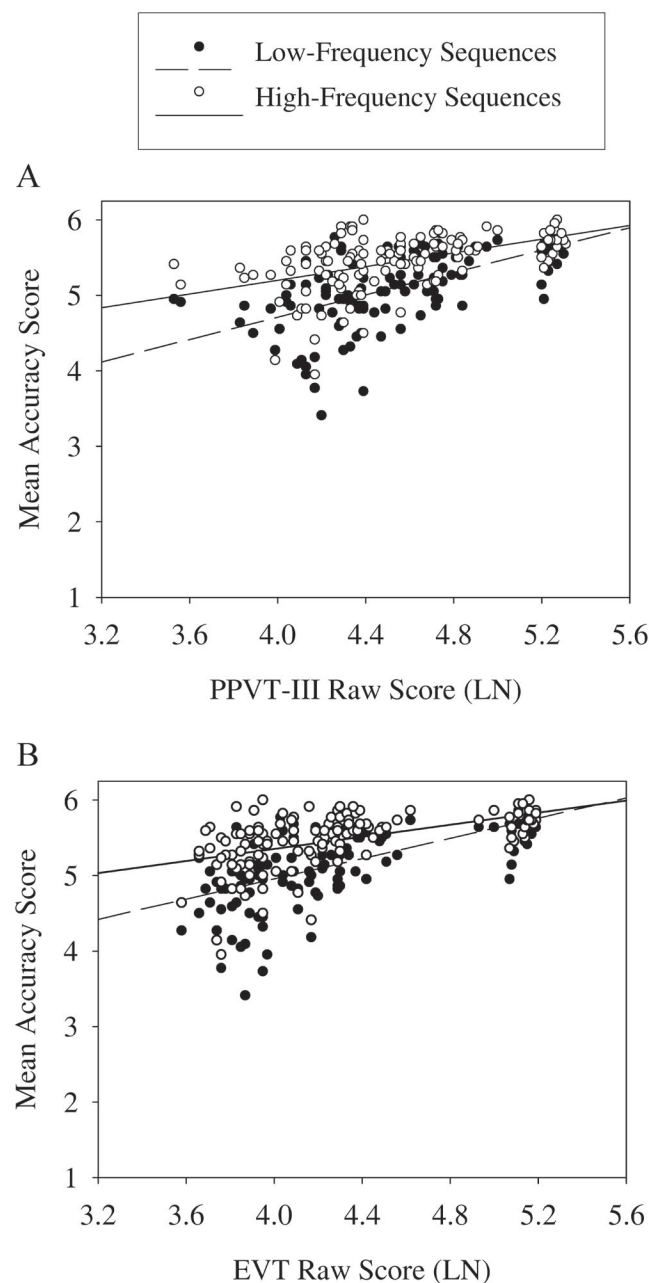 Low-Frequency Sequences
High-Frequency Sequences
A
6
5
4
3
2
1
Mean Accuracy Score
3.2 3.6 4.0 4.4 4.8 5.2 5.6
PPVT-III Raw Score (LN)
B
6
5
4
3
2
1
Mean Accuracy Score
3.2 3.6 4.0 4.4 4.8 5.2 5.6
EVT Raw Score (LN)